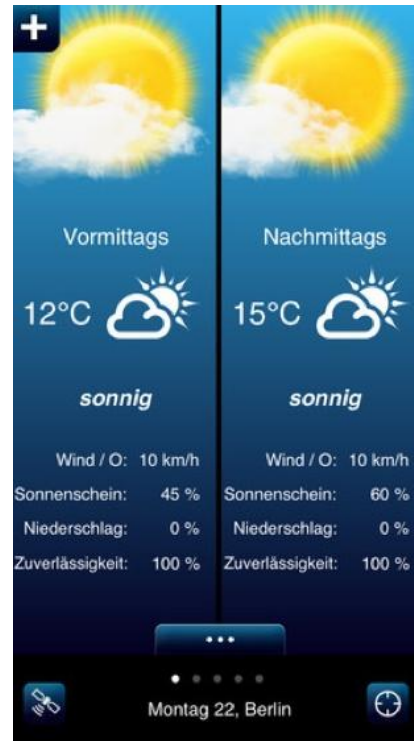 Vormittags
12°C
sonnig
Wind / O: 10 km/h
Sonnenschein: 45 %
Niederschlag: 0 %
Zuverlässigkeit: 100 %
Nachmittags
15°C
sonnig
Wind / O: 10 km/h
Sonnenschein: 60 %
Niederschlag: 0 %
Zuverlässigkeit: 100 %
Montag 22, Berlin